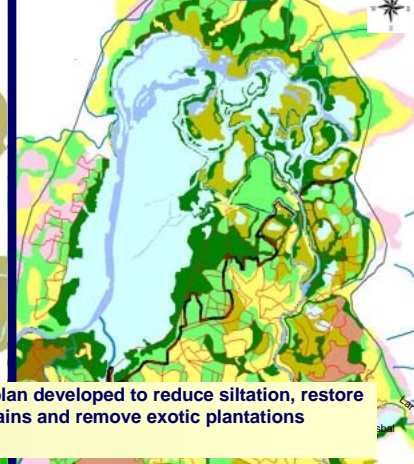 plan developed to reduce siltation, restore
ains and remove exotic plantations